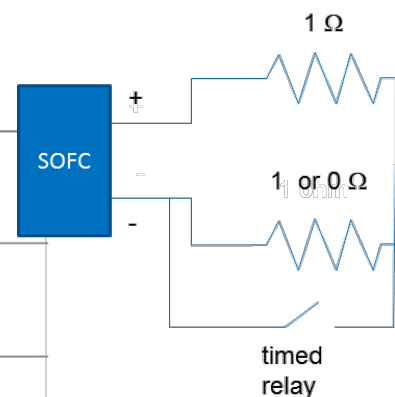 1 Ω
+
SOFC
1 or 0 Ω
-
timed
relay